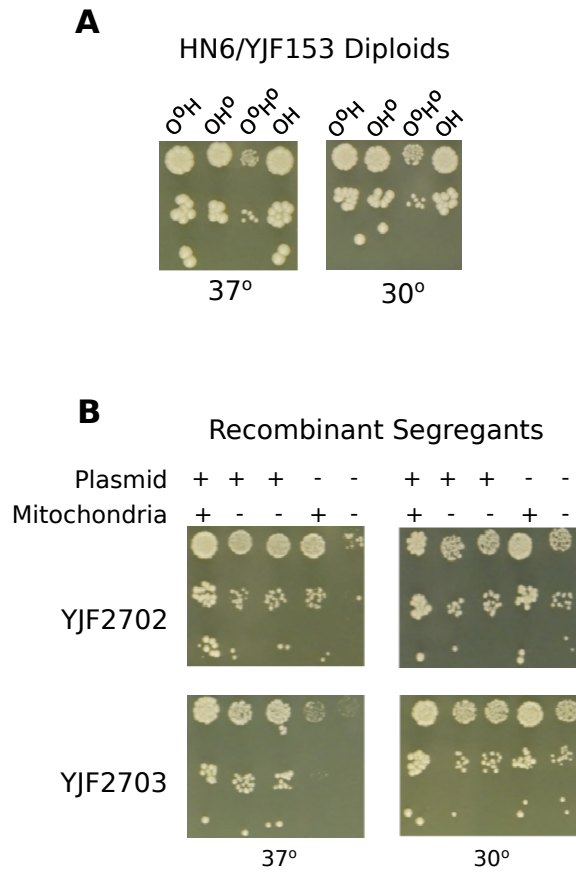 A
HN6/YJF153 Diploids
OᵒH OHᵒ OᵒHᵒ OH OᵒH OHᵒ OᵒHᵒ OH
37º 30º
B
Recombinant Segregants
Plasmid + + + - - + + + - -
Mitochondria + - - + - + - - + -
YJF2702
YJF2703
37º 30º